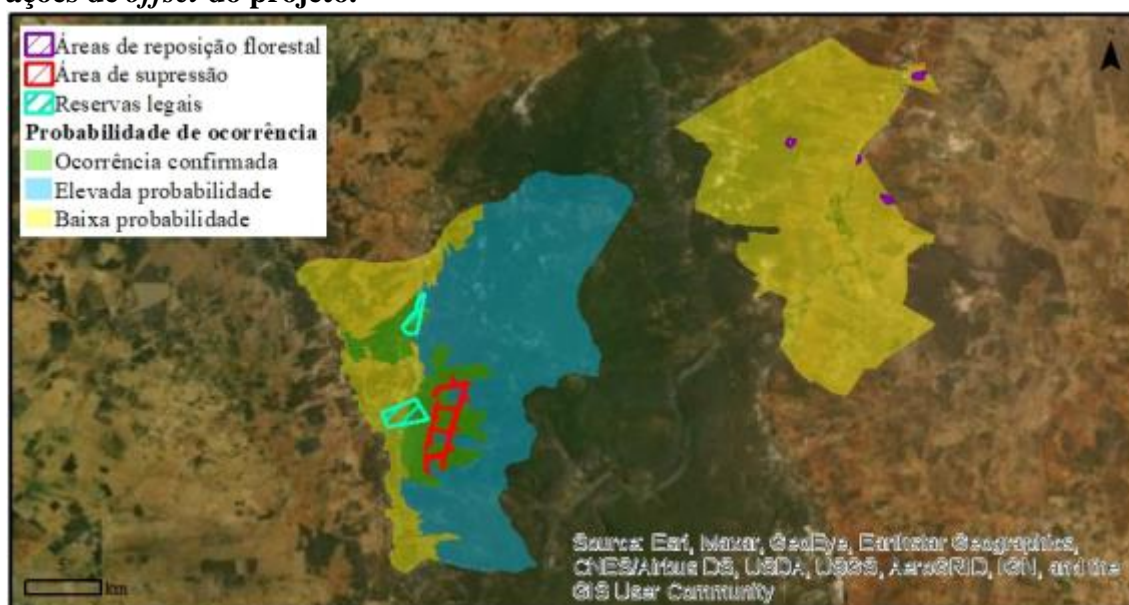 ações de offset do projeto.
Áreas de reposição florestal
Área de supressão
Reservas legais
Probabilidade de ocorrência
Ocorrência confirmada
Elevada probabilidade
Baixa probabilidade
Source: Esri, Maxar, GeoEye, Earthstar Geographics,
CNES/Airbus DS, USDA, USGS, AeroGRID, IGN, and the
GIS User Community
km